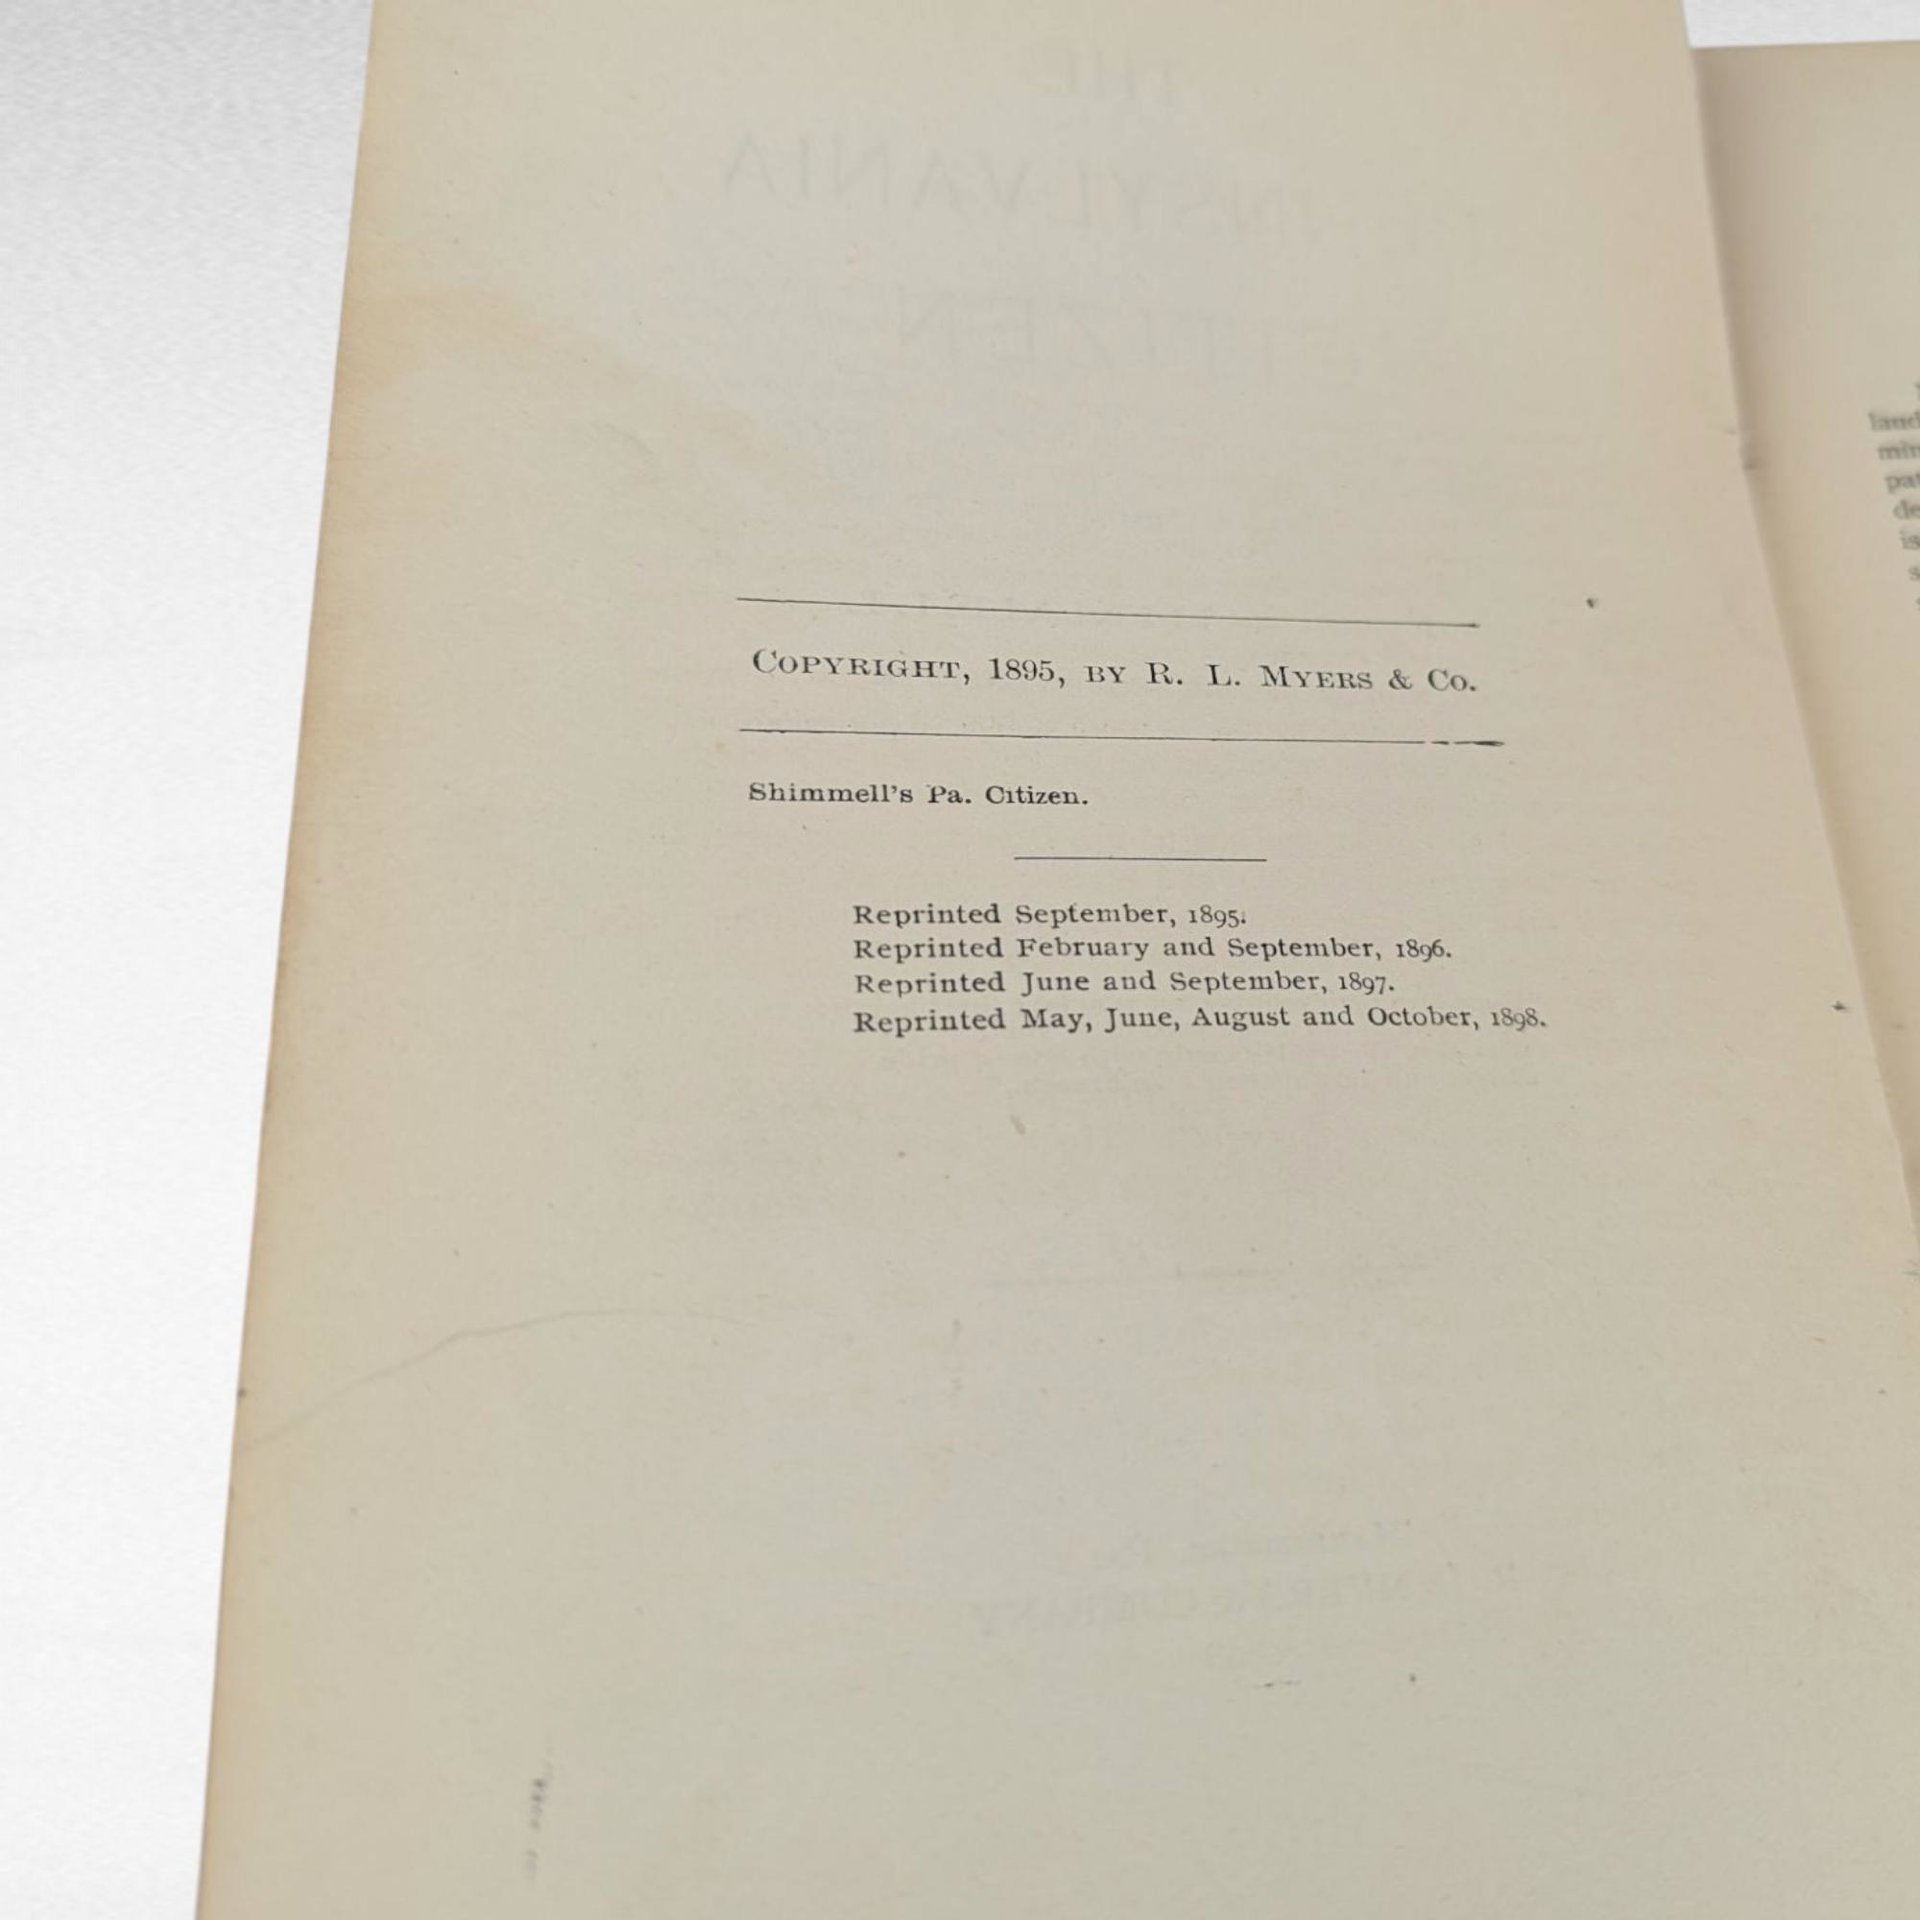 COPYRIGHT, 1895, BY R. L. MYERS & CO.
Shimmell's Pa. Citizen.
Reprinted September, 1895.
Reprinted February and September, 1896.
Reprinted June and September, 1897.
Reprinted May, June, August and October, 1898.